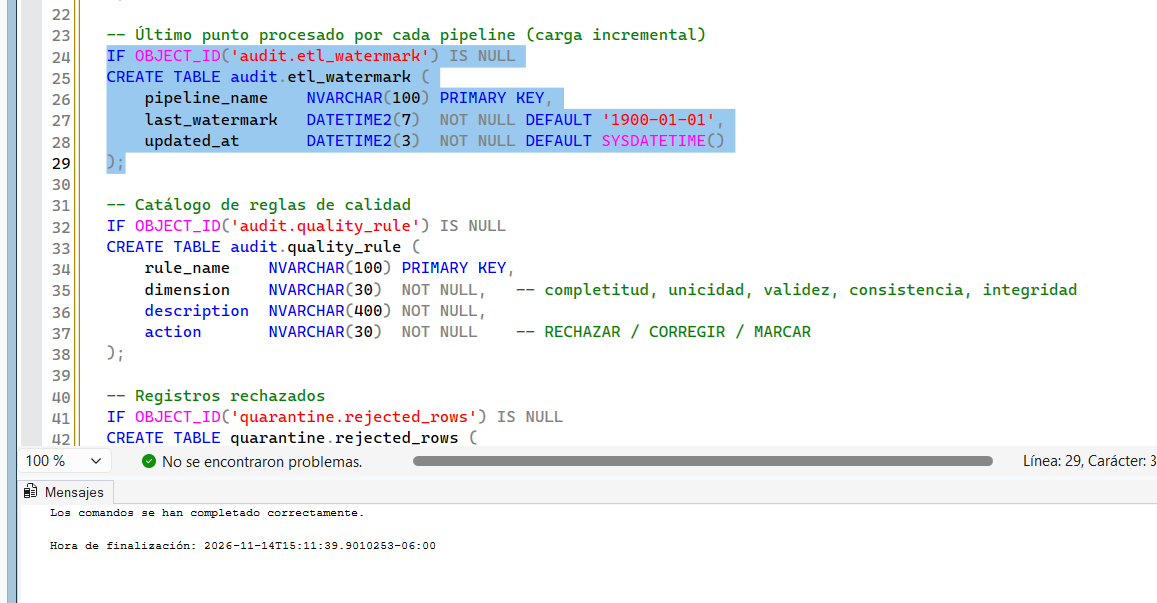 22
23 -- Último punto procesado por cada pipeline (carga incremental)
24 IF OBJECT_ID('audit.etl_watermark') IS NULL
25 CREATE TABLE audit.etl_watermark (
26 pipeline_name NVARCHAR(100) PRIMARY KEY,
27 last_watermark DATETIME2(7) NOT NULL DEFAULT '1900-01-01',
28 updated_at DATETIME2(3) NOT NULL DEFAULT SYSDATETIME()
29 );
30
31 -- Catálogo de reglas de calidad
32 IF OBJECT_ID('audit.quality_rule') IS NULL
33 CREATE TABLE audit.quality_rule (
34 rule_name NVARCHAR(100) PRIMARY KEY,
35 dimension NVARCHAR(30) NOT NULL, -- completitud, unicidad, validez, consistencia, integridad
36 description NVARCHAR(400) NOT NULL,
37 action NVARCHAR(30) NOT NULL -- RECHAZAR / CORREGIR / MARCAR
38 );
39
40 -- Registros rechazados
41 IF OBJECT_ID('quarantine.rejected_rows') IS NULL
42 CREATE TABLE quarantine.rejected_rows (
100 % No se encontraron problemas. Línea: 29, Carácter: 3
Mensajes
Los comandos se han completado correctamente.
Hora de finalización: 2026-11-14T15:11:39.9010253-06:00